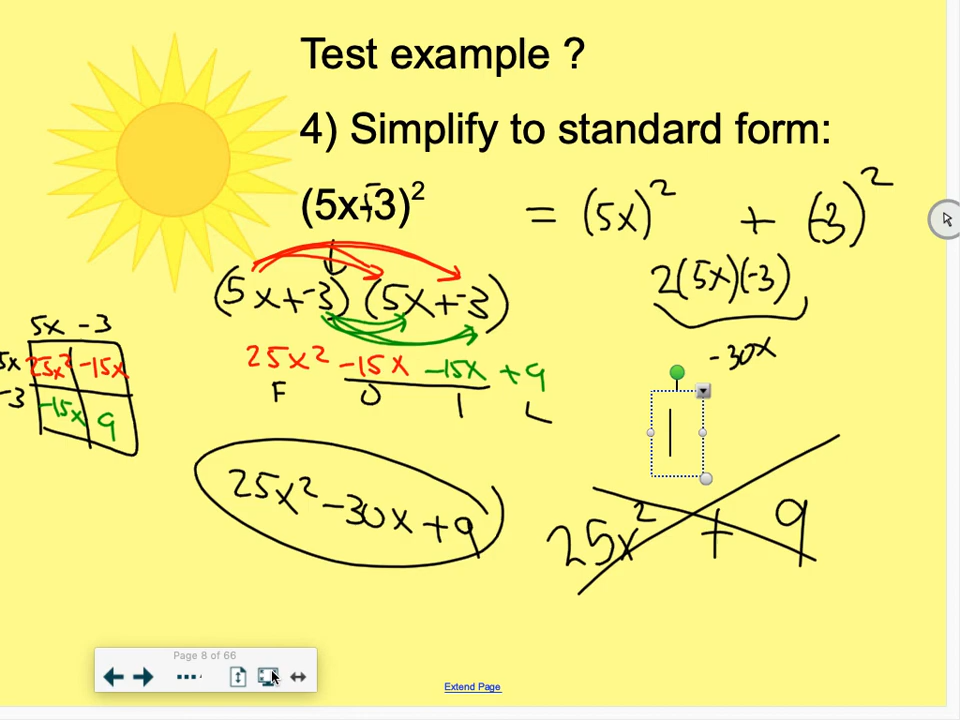 Test example ?
4) Simplify to standard form:
(5x-3)² = (5x)² + (-3)²
(5x+-3) (5x+-3)
2(5x)(-3)
-30x
5x -3
5x 25x² -15x
-3 -15x 9
25x² -15x -15x +9
F O I L
25x² -30x +9
25x² + 9
Page 8 of 66
Extend Page